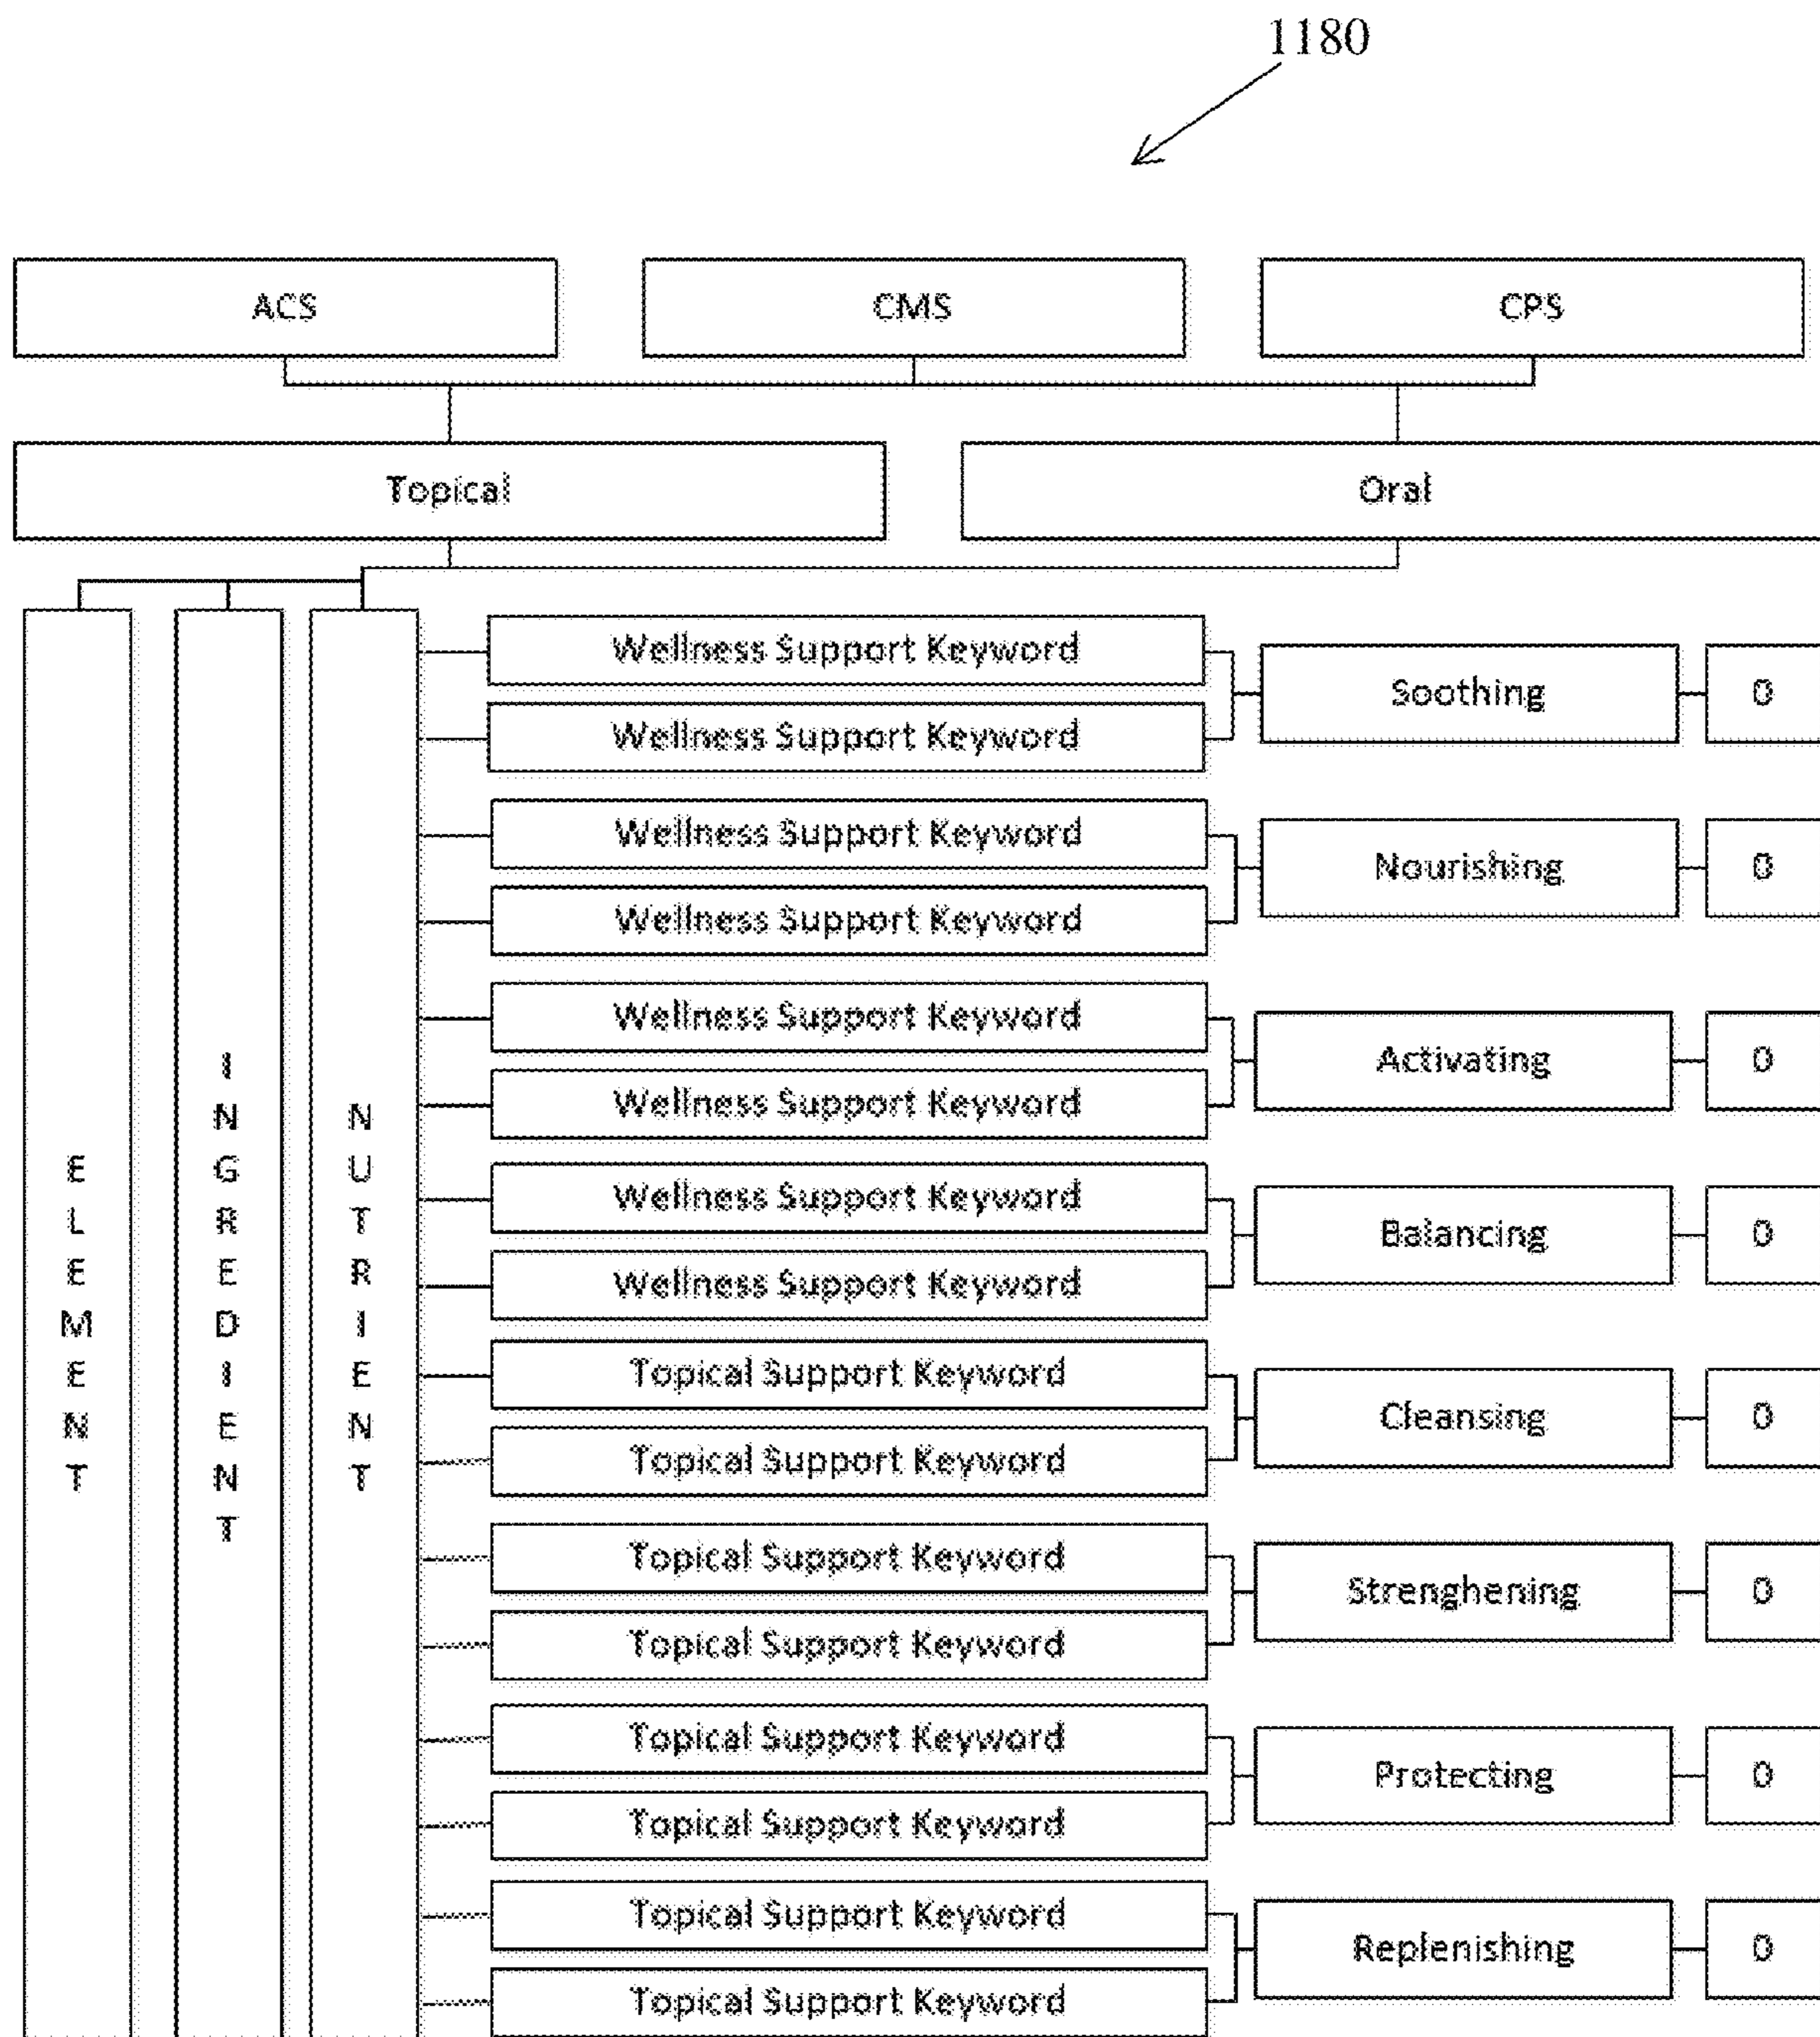 1180
ACS
CMS
CPS
Topical
Oral
ELEMENT
INGREDIENT
NUTRIENT
Wellness Support Keyword
Wellness Support Keyword
Soothing
0
Wellness Support Keyword
Wellness Support Keyword
Nourishing
0
Wellness Support Keyword
Wellness Support Keyword
Activating
0
Wellness Support Keyword
Wellness Support Keyword
Balancing
0
Topical Support Keyword
Topical Support Keyword
Cleansing
0
Topical Support Keyword
Topical Support Keyword
Strenghening
0
Topical Support Keyword
Topical Support Keyword
Protecting
0
Topical Support Keyword
Topical Support Keyword
Replenishing
0